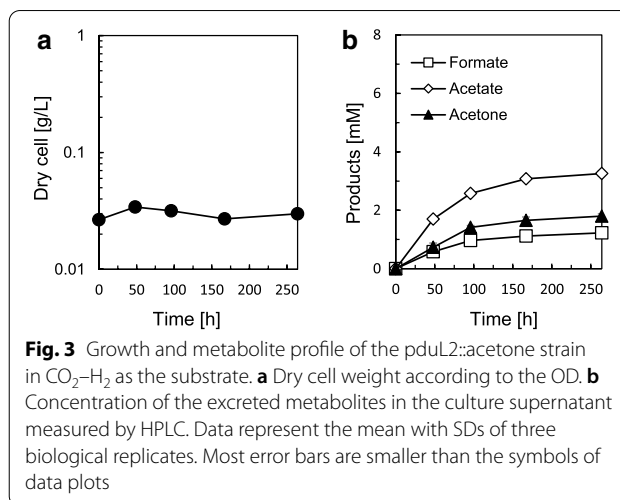 a
Dry cell [g/L]
1
0.1
0.01
0 50 100 150 200 250
Time [h]
b
Products [mM]
8
6
4
2
0
Formate
Acetate
Acetone
0 50 100 150 200 250
Time [h]
Fig. 3 Growth and metabolite profile of the pduL2::acetone strain
in CO₂–H₂ as the substrate. a Dry cell weight according to the OD. b
Concentration of the excreted metabolites in the culture supernatant
measured by HPLC. Data represent the mean with SDs of three
biological replicates. Most error bars are smaller than the symbols of
data plots